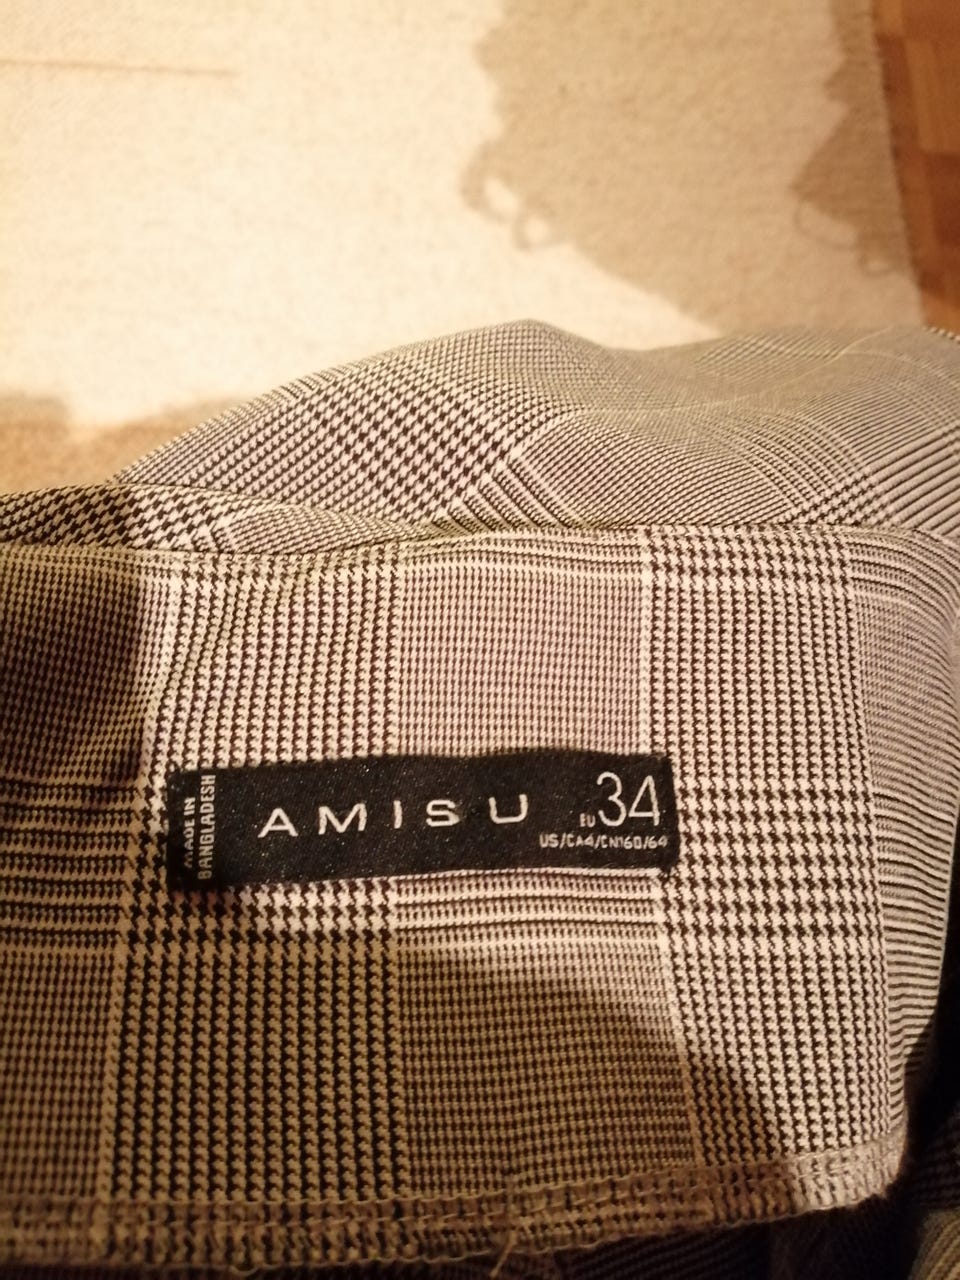 MADE IN
BANGLADESH
AMISU
EU 34
US/CA4/CN160/64